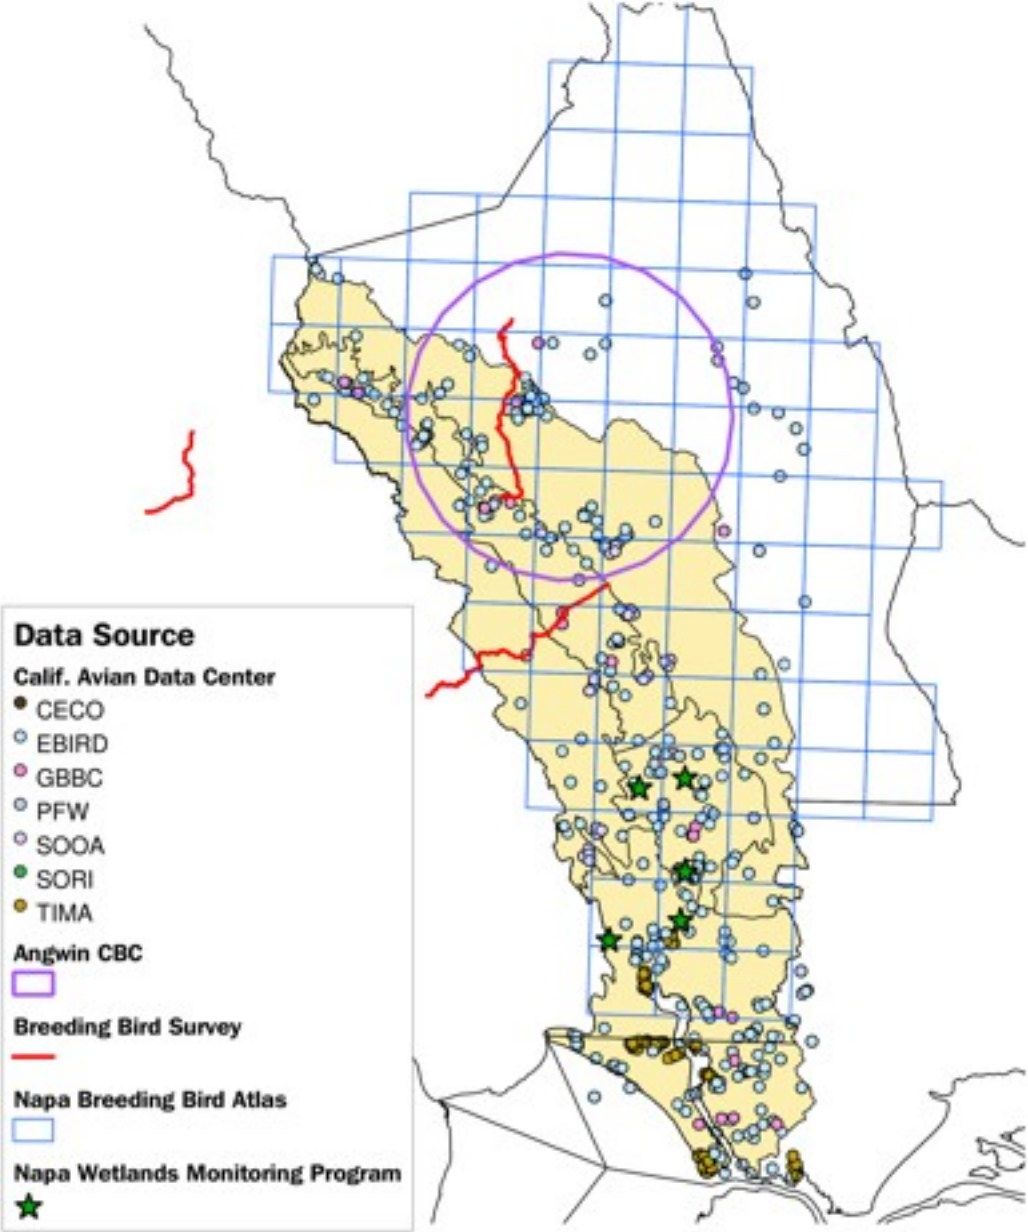 Data Source
Calif. Avian Data Center
CECO
EBIRD
GBBC
PFW
SOOA
SORI
TIMA
Angwin CBC
Breeding Bird Survey
Napa Breeding Bird Atlas
Napa Wetlands Monitoring Program